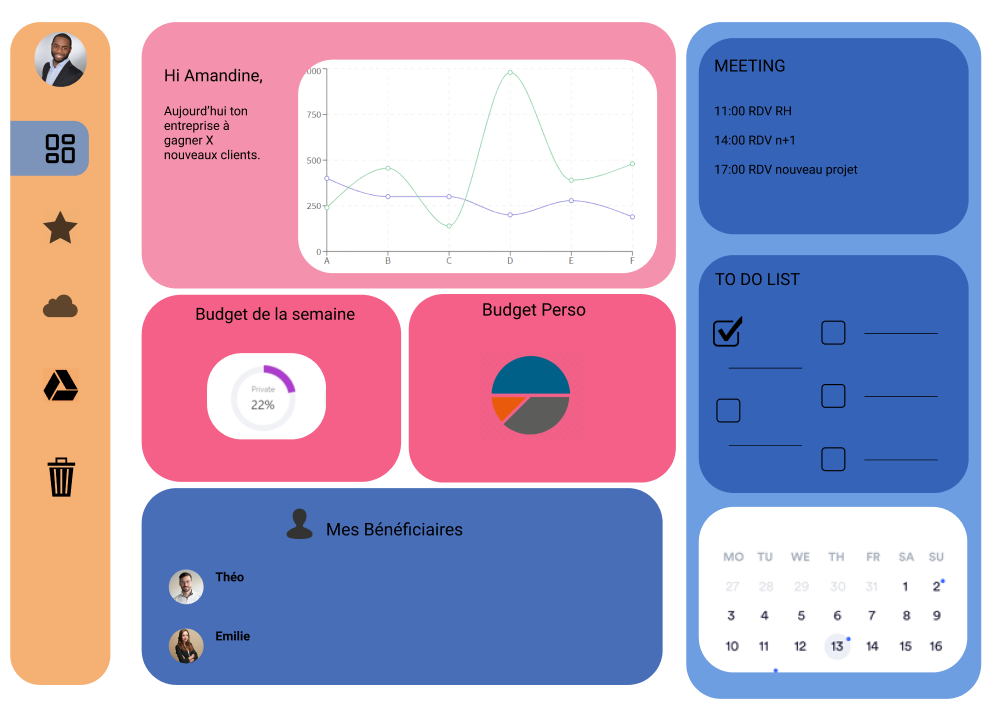 Hi Amandine,
Aujourd'hui ton
entreprise à
gagner X
nouveaux clients.
000
750
500
250
0
A B C D E F
Budget de la semaine
Private
22%
Budget Perso
Mes Bénéficiaires
Théo
Emilie
MEETING
11:00 RDV RH
14:00 RDV n+1
17:00 RDV nouveau projet
TO DO LIST
MO TU WE TH FR SA SU
27 28 29 30 31 1 2
3 4 5 6 7 8 9
10 11 12 13 14 15 16